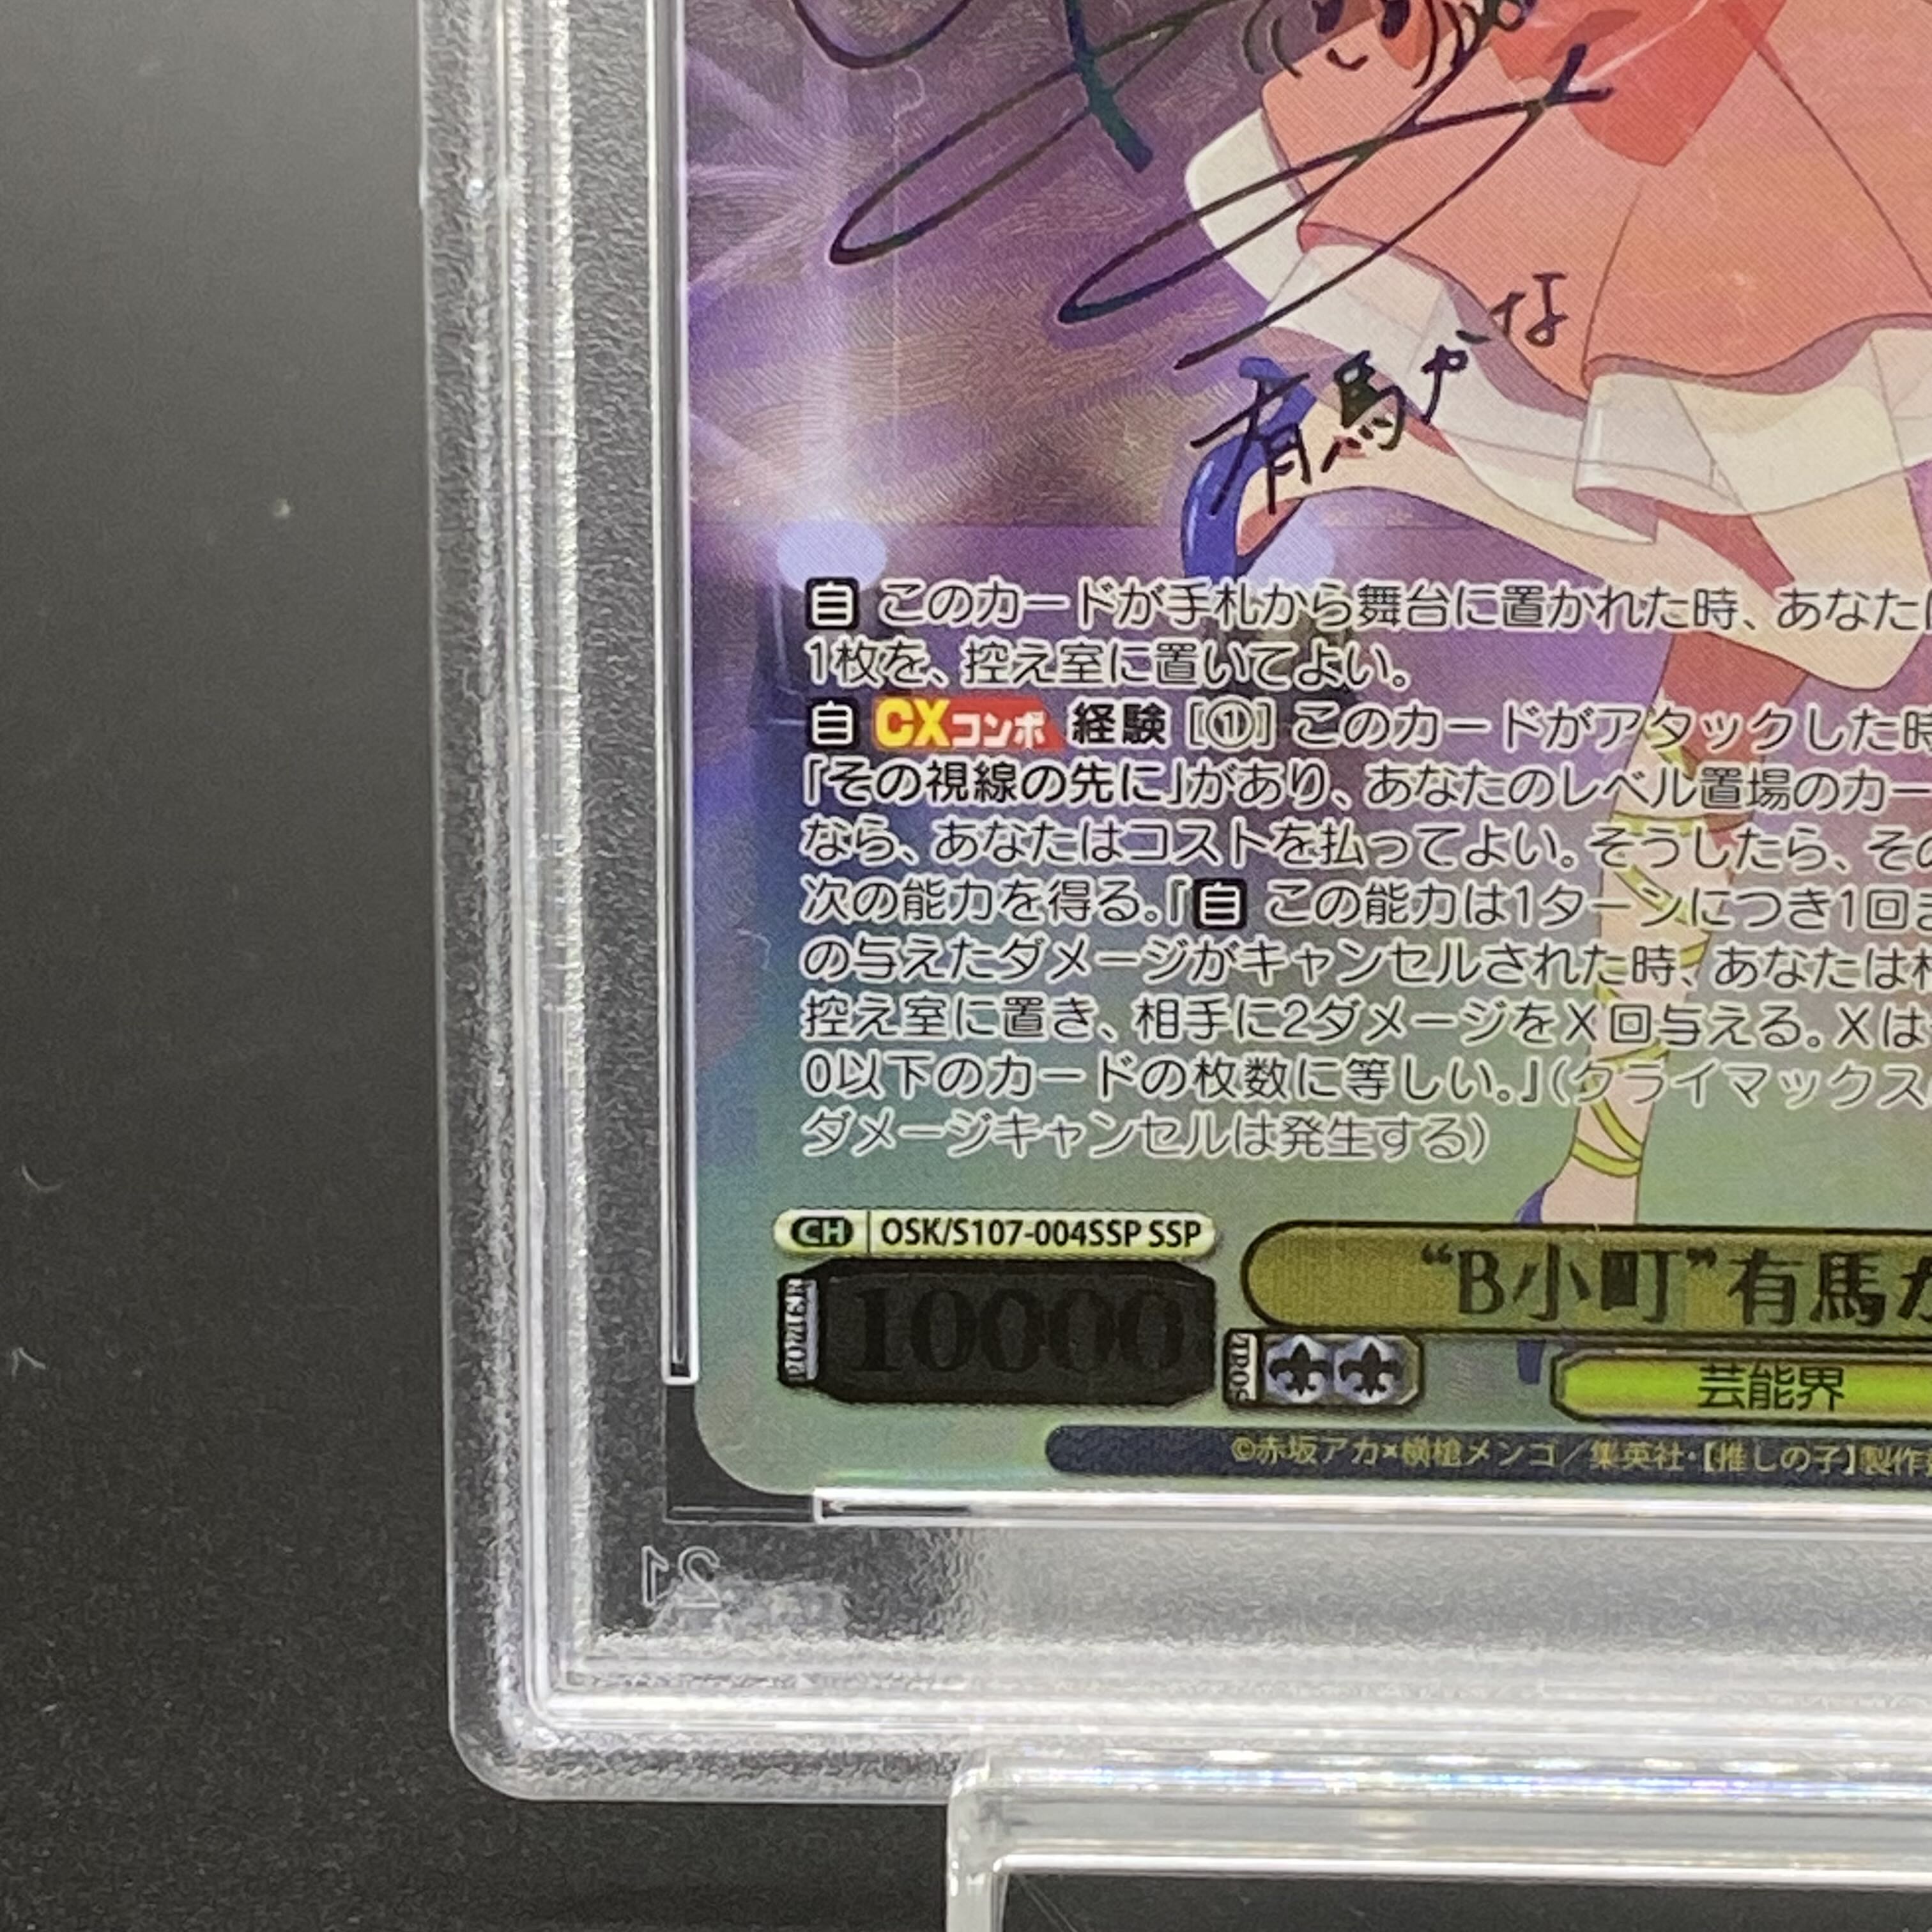 有馬かな
自 このカードが手札から舞台に置かれた時、あなた
1枚を、控え室に置いてよい。
自 CXコンボ 経験 [①] このカードがアタックした時
「その視線の先に」があり、あなたのレベル置場のカー
なら、あなたはコストを払ってよい。そうしたら、その
次の能力を得る。『自 この能力は1ターンにつき1回
の与えたダメージがキャンセルされた時、あなたは
控え室に置き、相手に2ダメージをX回与える。Xは
0以下のカードの枚数に等しい。』(クライマックス
ダメージキャンセルは発生する)
CH OSK/S107-004SSP SSP
POWER 10000
“B小町”有馬か
SOUL
芸能界
©赤坂アカ×横槍メンゴ／集英社・【推しの子】製作
21